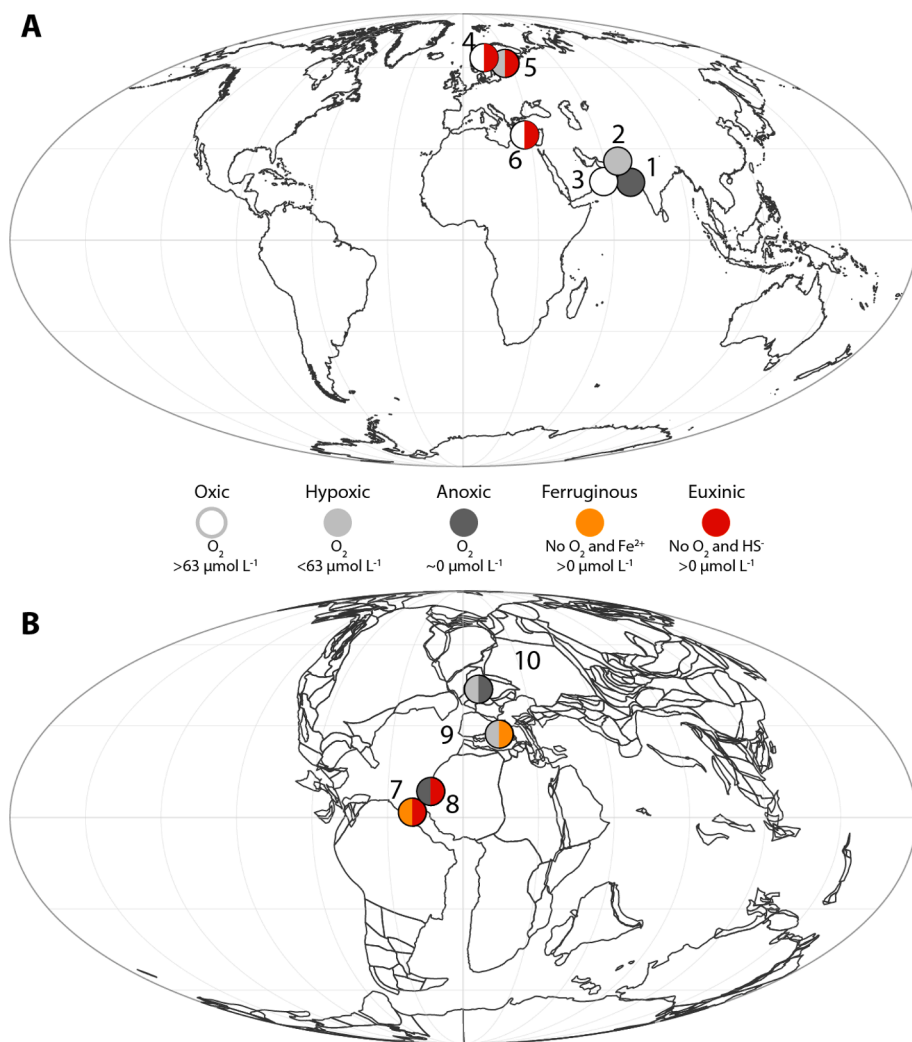 A
4
5
2
6
3
1
Oxic
Hypoxic
Anoxic
Ferruginous
Euxinic
O₂
>63 μmol L⁻¹
O₂
<63 μmol L⁻¹
O₂
~0 μmol L⁻¹
No O₂ and Fe²⁺
>0 μmol L⁻¹
No O₂ and HS⁻
>0 μmol L⁻¹
B
10
9
7
8